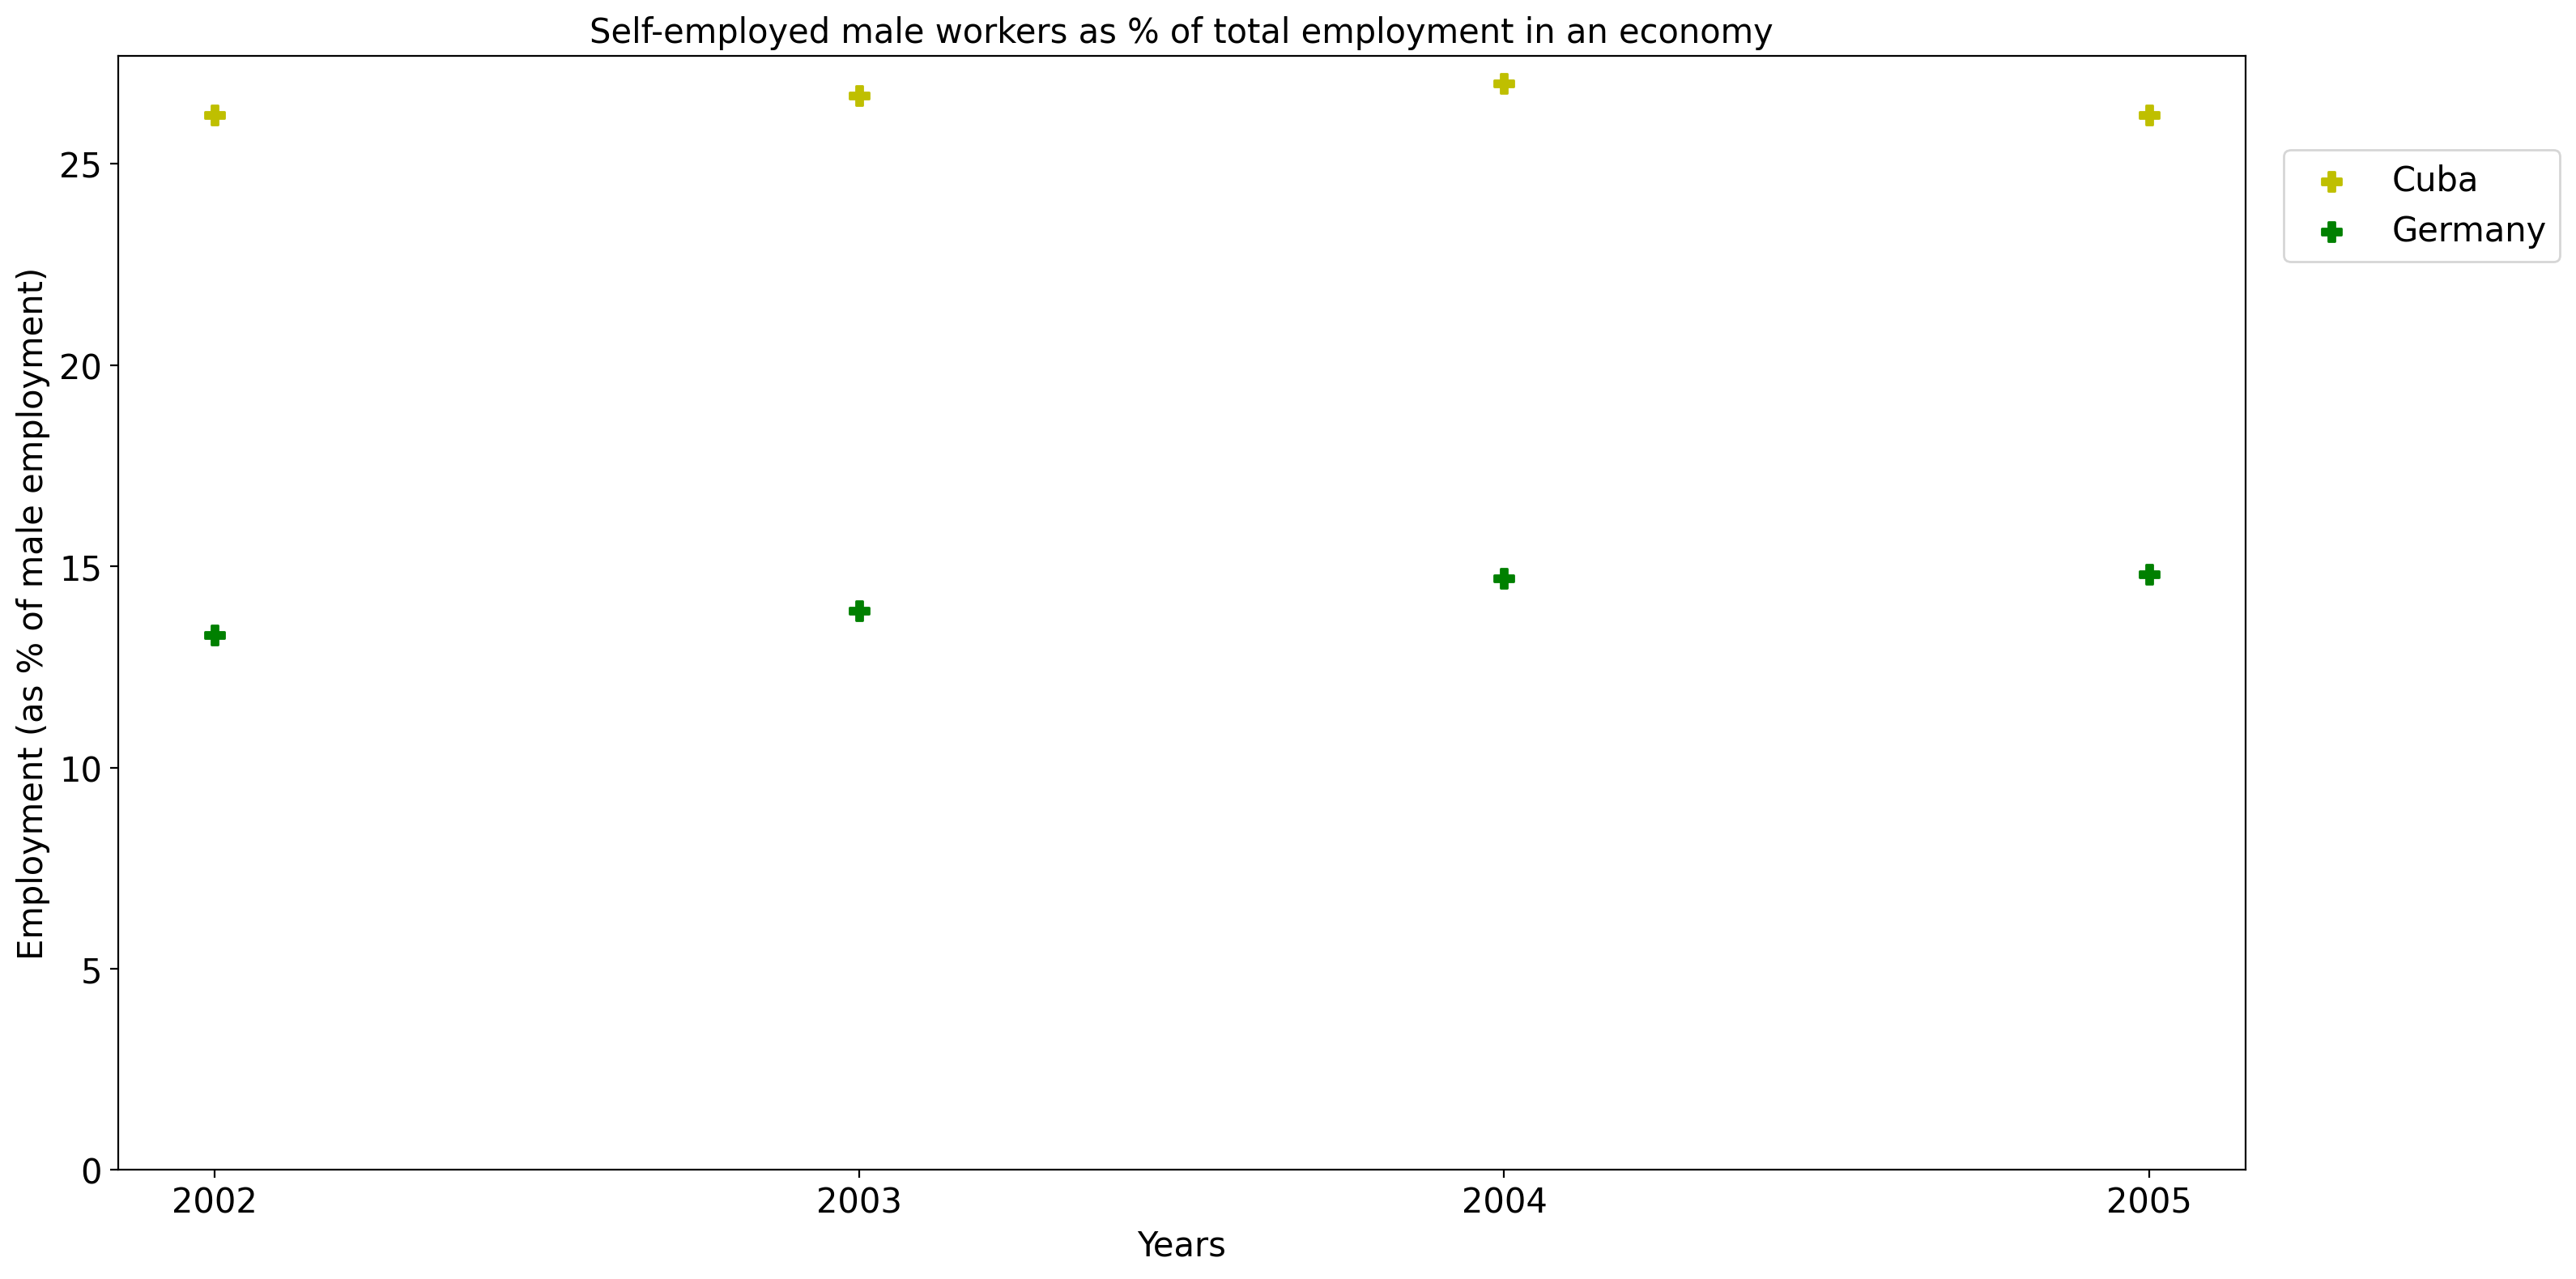 Self-employed male workers as % of total employment in an economy
Employment (as % of male employment)
25
20
15
10
5
0
2002
2003
2004
2005
Years
Cuba
Germany